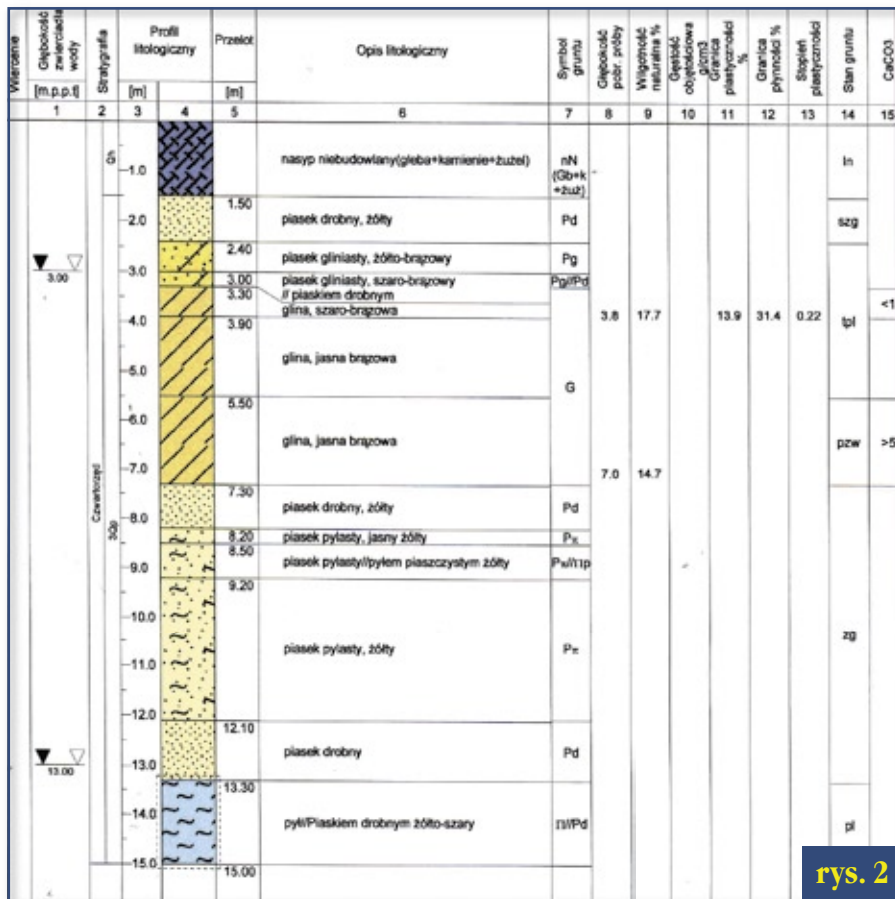 Wiercenie
Głębokość zwierciadła wody
[m.p.p.t]
Stratygrafia
Profil litologiczny
[m]
Przelot
[m]
Opis litologiczny
Symbol gruntu
Głębokość pobr. próby
Wilgotność naturalna %
Gęstość objętościowa g/cm3
Granica plastyczności %
Granica płynności %
Stopień plastyczności
Stan gruntu
CaCO3
1 2 3 4 5 6 7 8 9 10 11 12 13 14 15
Qh
nasyp niebudowlany(gleba+kamienie+żużel)
nN
(Gb+k
+żuż)
ln
1.0
1.50
2.0
piasek drobny, żółty
Pd
szg
2.40
piasek gliniasty, żółto-brązowy
Pg
3.0
3.00
3.00
piasek gliniasty, szaro-brązowy
// piaskiem drobnym
Pg//Pd
3.30
glina, szaro-brązowa
<1
3.90
4.0
3.8
17.7
13.9
31.4
0.22
tpl
glina, jasna brązowa
G
5.0
5.50
6.0
glina, jasna brązowa
pzw
>5
7.0
7.0
14.7
7.30
Czwartorzęd
piasek drobny, żółty
Pd
8.0
8.20
piasek pylasty, jasny żółty
Pπ
8.50
piasek pylasty//pyłem piaszczystym żółty
Pπ//Πp
9.0
9.20
10.0
piasek pylasty, żółty
Pπ
zg
11.0
12.0
12.10
piasek drobny
Pd
13.00
13.0
13.30
14.0
pył//Piaskiem drobnym żółto-szary
Π//Pd
pl
15.0
15.00
rys. 2